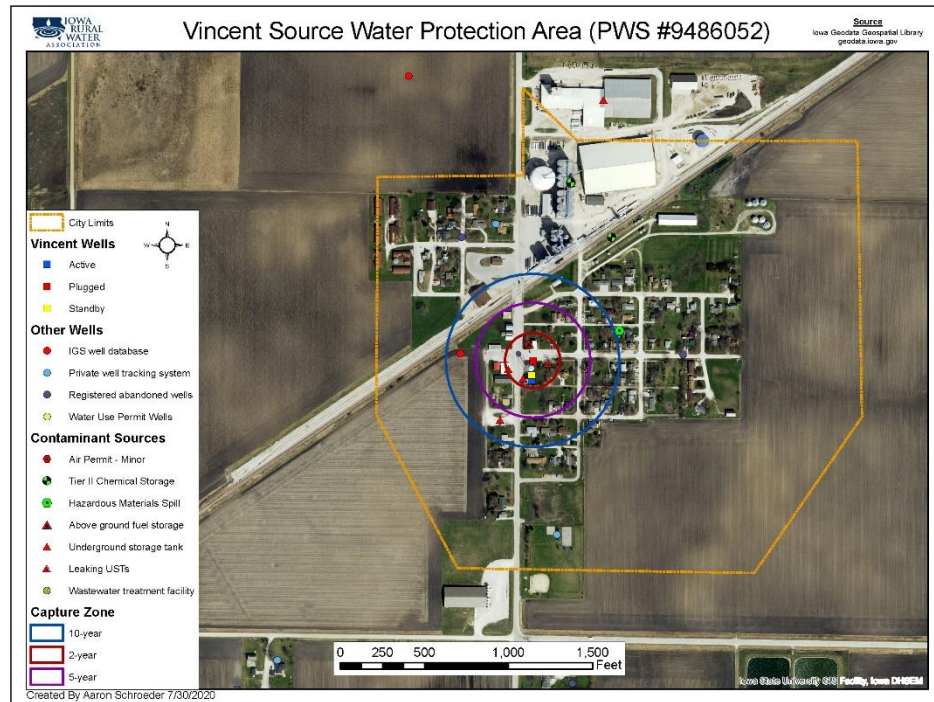 IOWA
RURAL
WATER
ASSOCIATION
Vincent Source Water Protection Area (PWS #9486052)
Source
Iowa Geodata Geospatial Library
geodata.iowa.gov
City Limits
Vincent Wells
Active
Plugged
Standby
N
W
E
S
Other Wells
IGS well database
Private well tracking system
Registered abandoned wells
Water Use Permit Wells
Contaminant Sources
Air Permit - Minor
Tier II Chemical Storage
Hazardous Materials Spill
Above ground fuel storage
Underground storage tank
Leaking USTs
Wastewater treatment facility
Capture Zone
10-year
2-year
5-year
0 250 500 1,000 1,500
Feet
Iowa State University GIS Facility, Iowa DHSEM
Created By Aaron Schroeder 7/30/2020